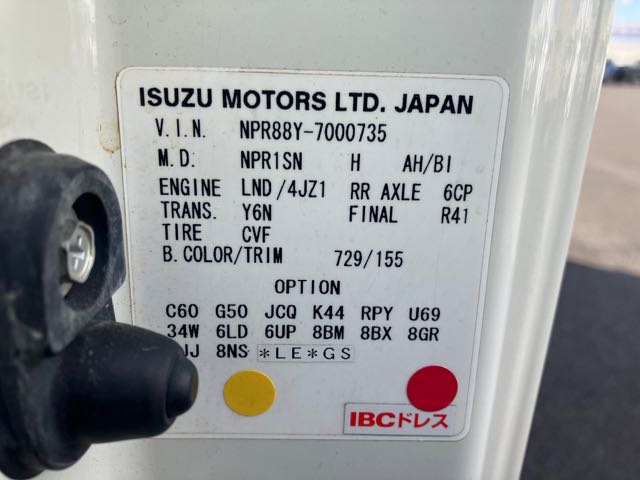 ISUZU MOTORS LTD. JAPAN
V.I.N. NPR88Y-7000735
M.D. NPR1SN H AH/BI
ENGINE LND/4JZ1 RR AXLE 6CP
TRANS. Y6N FINAL R41
TIRE CVF
B.COLOR/TRIM 729/155
OPTION
C60 G50 JCQ K44 RPY U69
34W 6LD 6UP 8BM 8BX 8GR
8NS *LE*GS
IBCドレス